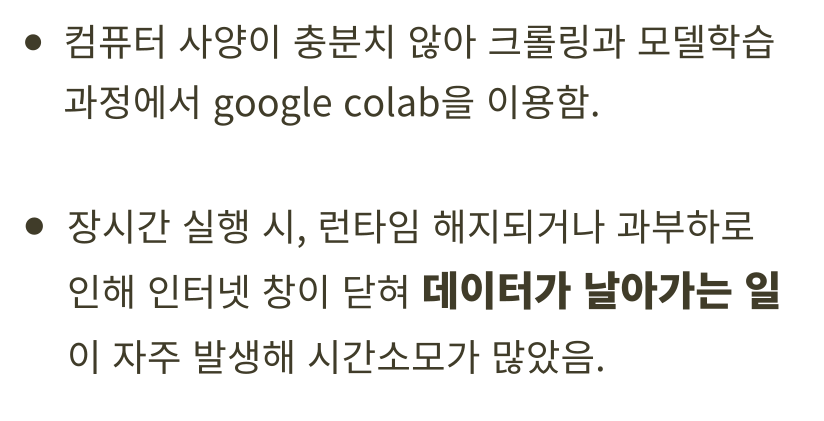 • 컴퓨터 사양이 충분치 않아 크롤링과 모델학습
과정에서 google colab을 이용함.
• 장시간 실행 시, 런타임 해지되거나 과부하로
인해 인터넷 창이 닫혀 데이터가 날아가는 일
이 자주 발생해 시간소모가 많았음.